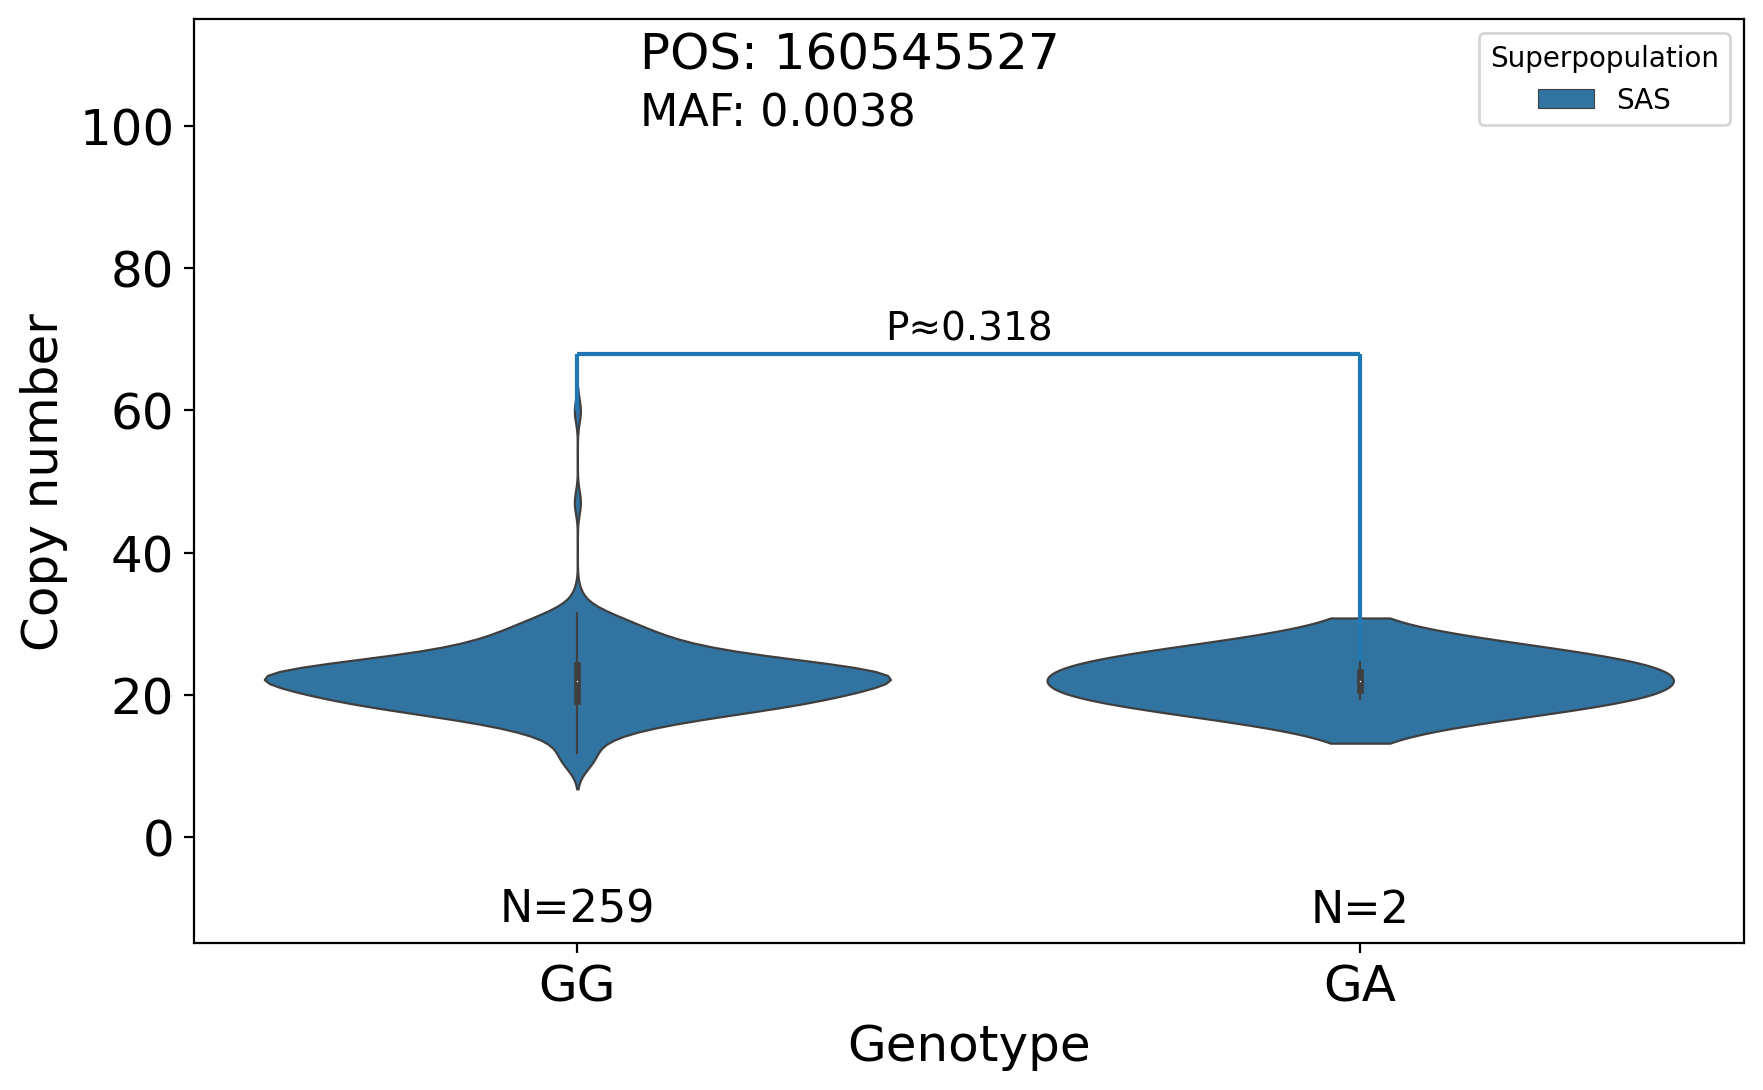 POS: 160545527
MAF: 0.0038
Superpopulation
SAS
100
80
60
40
20
0
Copy number
P≈0.318
N=259
N=2
GG
GA
Genotype